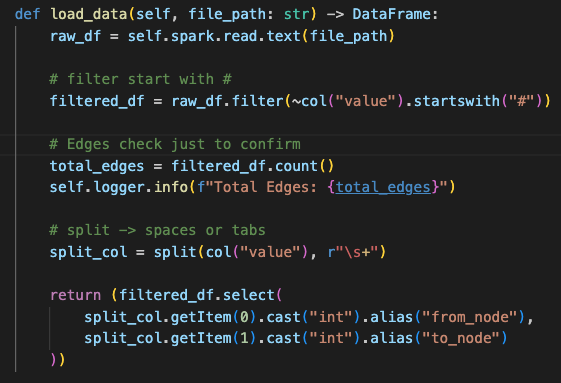 def load_data(self, file_path: str) -> DataFrame:
    raw_df = self.spark.read.text(file_path)

    # filter start with #
    filtered_df = raw_df.filter(~col("value").startswith("#"))

    # Edges check just to confirm
    total_edges = filtered_df.count()
    self.logger.info(f"Total Edges: {total_edges}")

    # split -> spaces or tabs
    split_col = split(col("value"), r"\s+")

    return (filtered_df.select(
        split_col.getItem(0).cast("int").alias("from_node"),
        split_col.getItem(1).cast("int").alias("to_node")
    ))